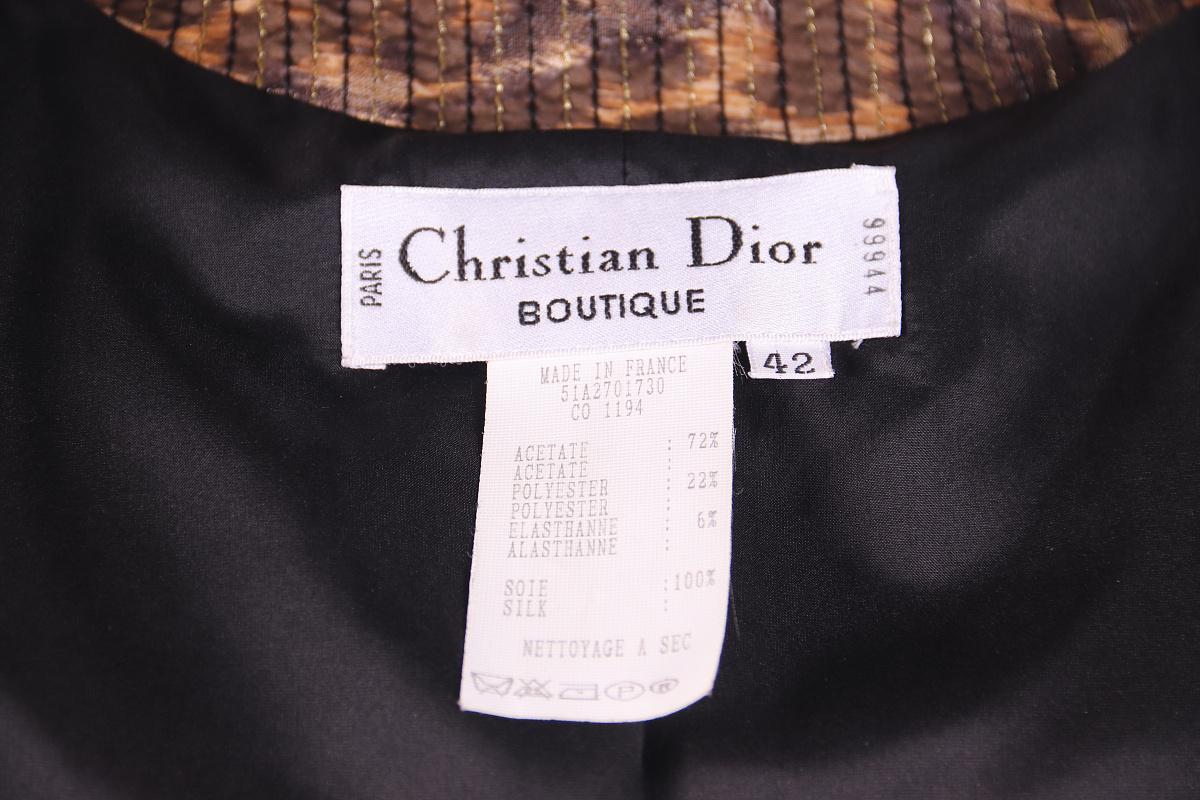 PARIS
Christian Dior
BOUTIQUE
99944
42
MADE IN FRANCE
51A2701730
CO 1194
ACETATE : 72%
ACETATE :
POLYESTER : 22%
POLYESTER :
ELASTHANNE : 6%
ALASTHANNE :
SOIE :100%
SILK :
NETTOYAGE A SEC
P
R